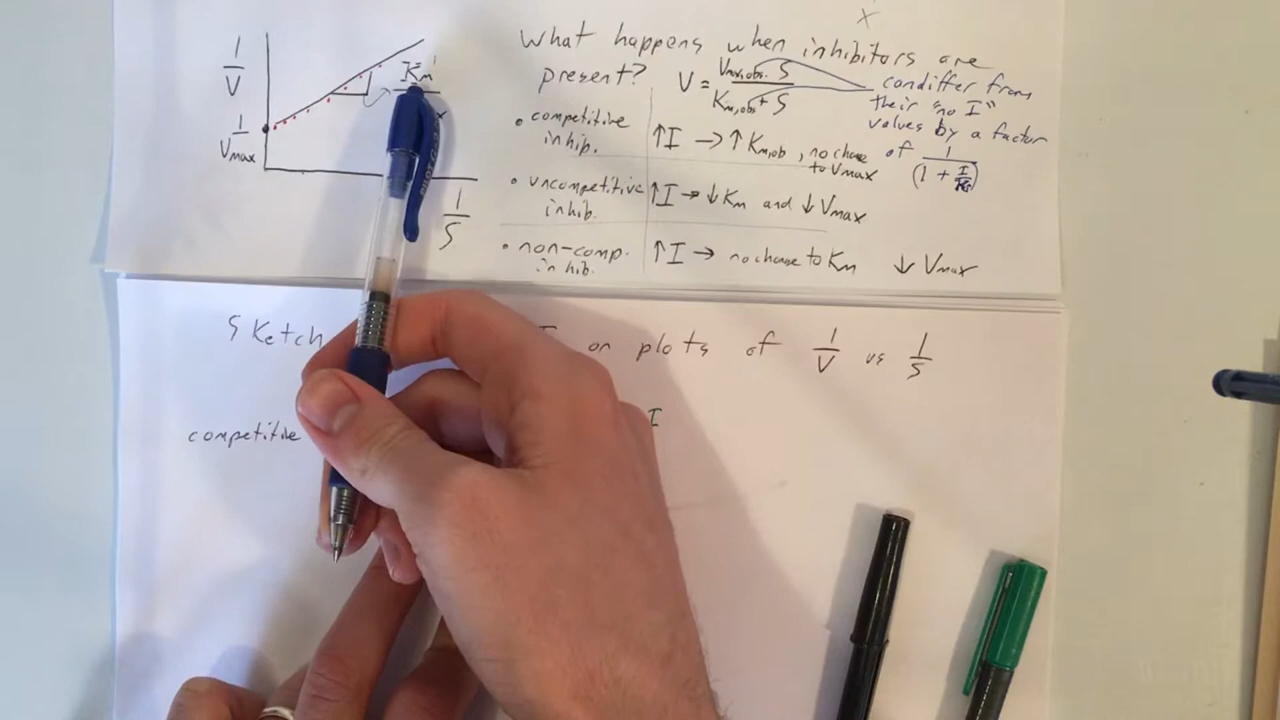 1
V
1
Vmax
Km
1
S
What happens when inhibitors are
present? V = Vmax,obs. S
Km,obs + S
can differ from
their "no I"
values by a factor
of 1
(1 + I
Ki)
• competitive
inhib.
↑I → ↑ Km,ob, no change
to Vmax
• uncompetitive
inhib.
↑I → ↓ Km and ↓ Vmax
• non-comp.
inhib.
↑I → no change to Km ↓ Vmax
Sketch on plots of 1
V vs 1
S
competitive I
PILOT